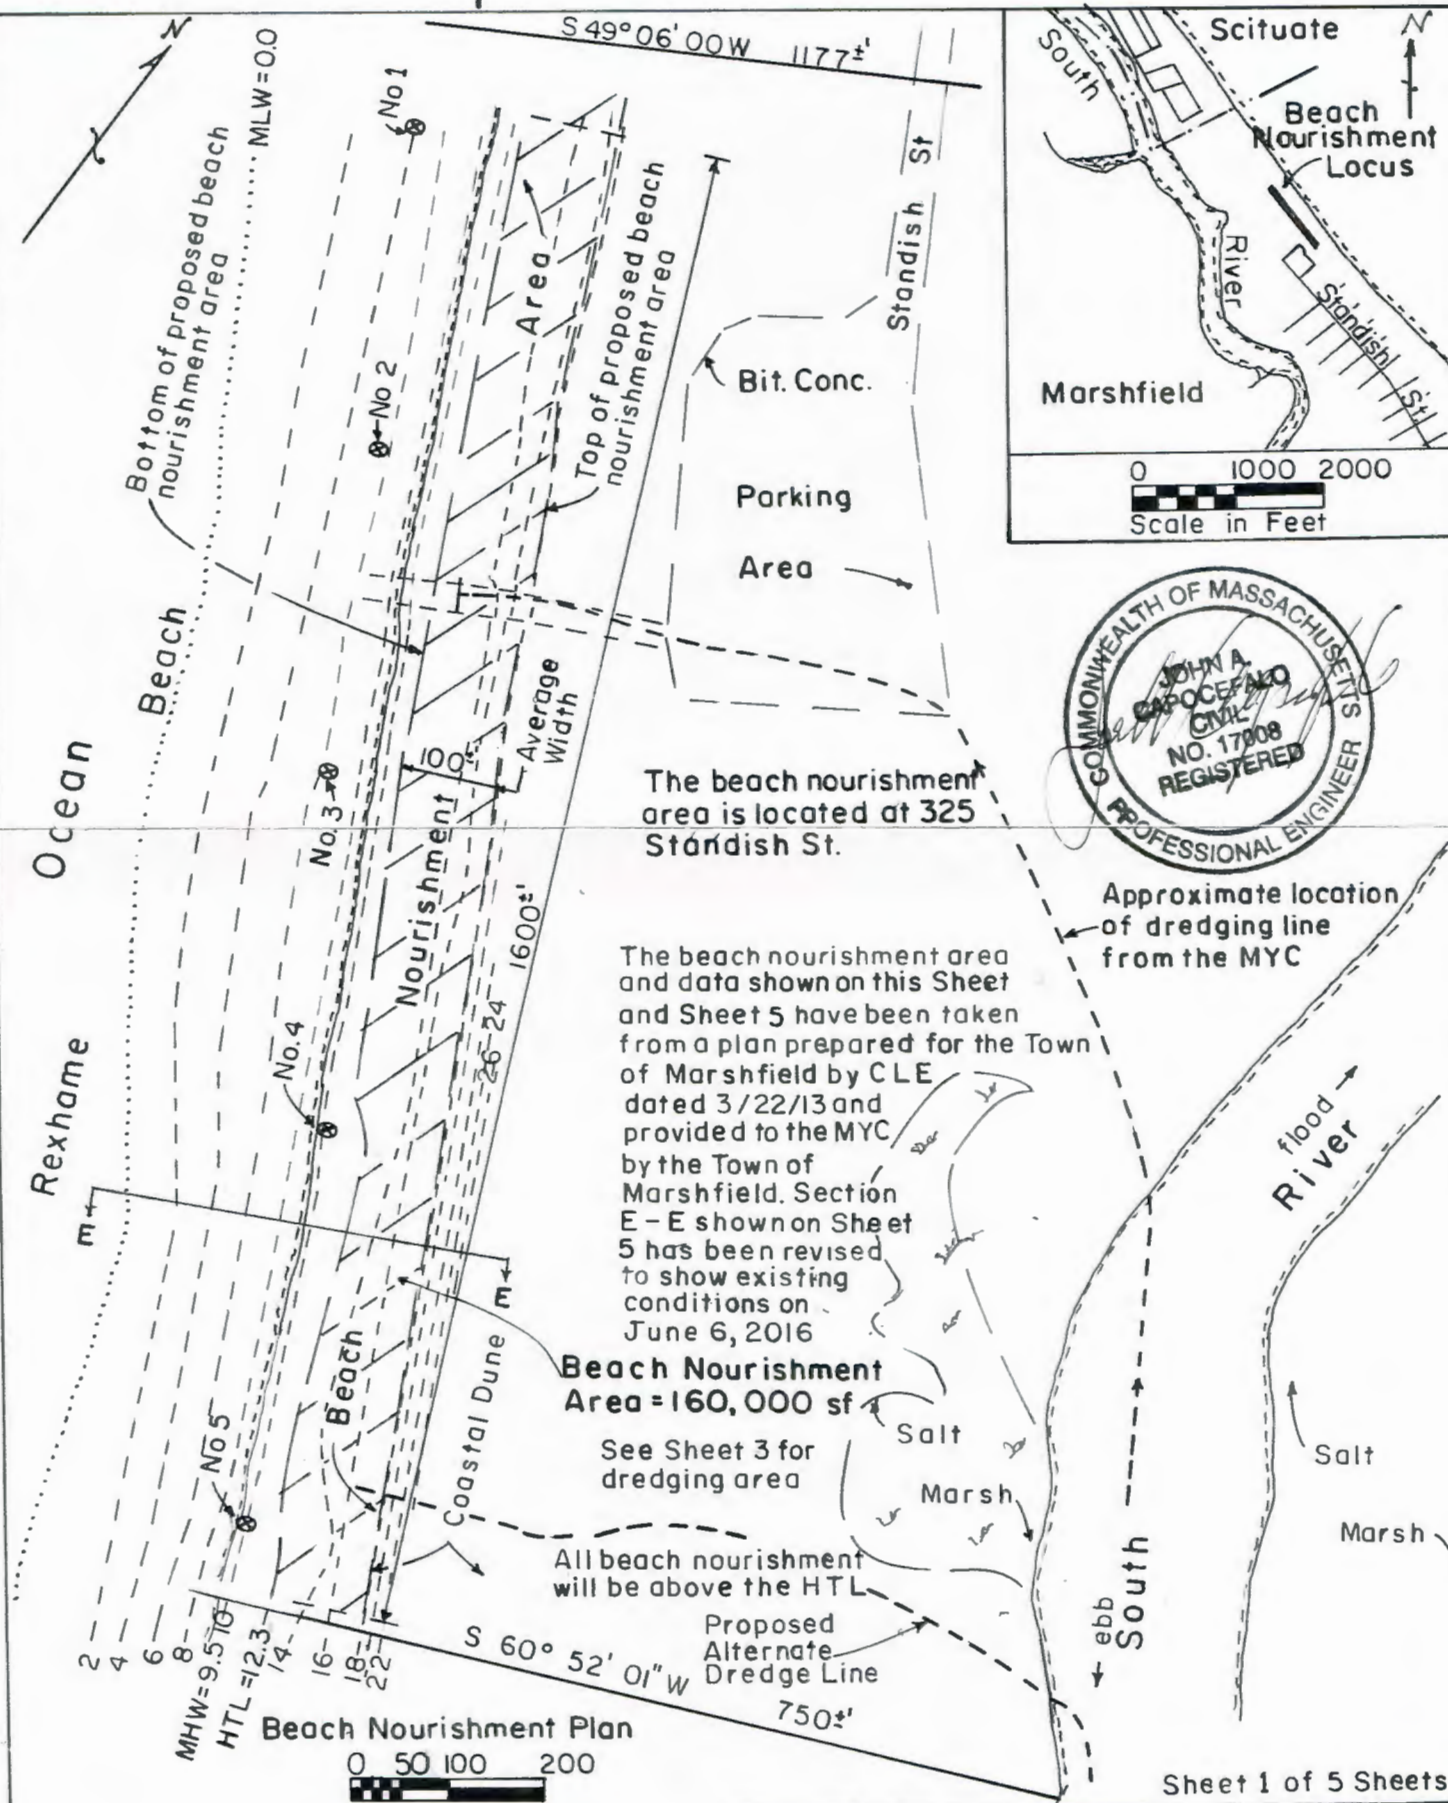 S 49° 06' 00 W 1177±'
N
MLW=0.0
No 1
Bottom of proposed beach
nourishment area
Area
Top of proposed beach
nourishment area
No 2
Standish St
Bit. Conc.
Parking
Area
Scituate
N
South
Beach
Nourishment
Locus
River
Standish
St
Marshfield
0 1000 2000
Scale in Feet
COMMONWEALTH OF MASSACHUSETTS
JOHN A.
CAPOCEFALO
CIVIL
NO. 17008
REGISTERED
PROFESSIONAL ENGINEER
Ocean
Beach
100'
Average
Width
No. 3
Nourishment
1600±'
The beach nourishment
area is located at 325
Standish St.
Approximate location
of dredging line
from the MYC
The beach nourishment area
and data shown on this Sheet
and Sheet 5 have been taken
from a plan prepared for the Town
of Marshfield by CLE
dated 3/22/13 and
provided to the MYC
by the Town of
Marshfield. Section
E-E shown on Sheet
5 has been revised
to show existing
conditions on
June 6, 2016
26 24
No. 4
Rexhame
E
E
flood
River
Beach Nourishment
Area = 160,000 sf
See Sheet 3 for
dredging area
Salt
Marsh
Salt
Marsh
Beach
Coastal Dune
No 5
All beach nourishment
will be above the HTL
Proposed
Alternate
Dredge Line
ebb
South
2
4
6
8
MHW=9.5
10
HTL=12.3
14
16
18
22
S 60° 52' 01" W
750±'
Beach Nourishment Plan
0 50 100 200
Sheet 1 of 5 Sheets